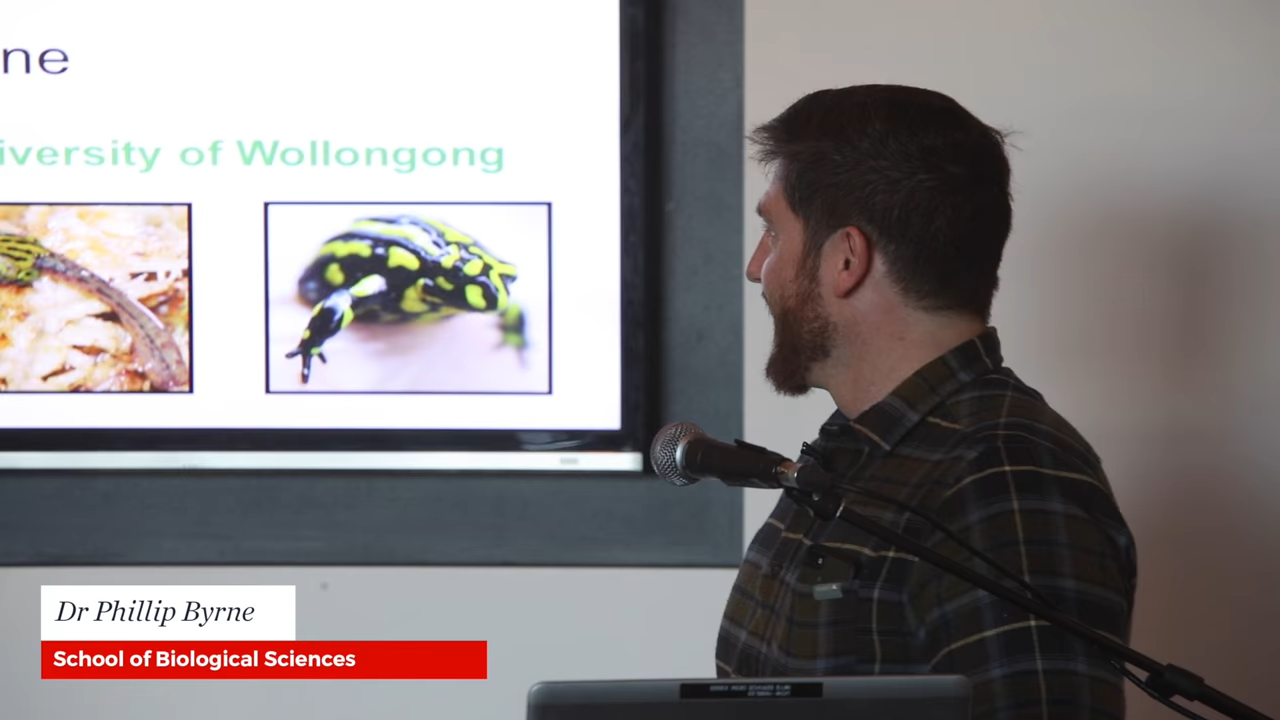 ne
iversity of Wollongong
Dr Phillip Byrne
School of Biological Sciences